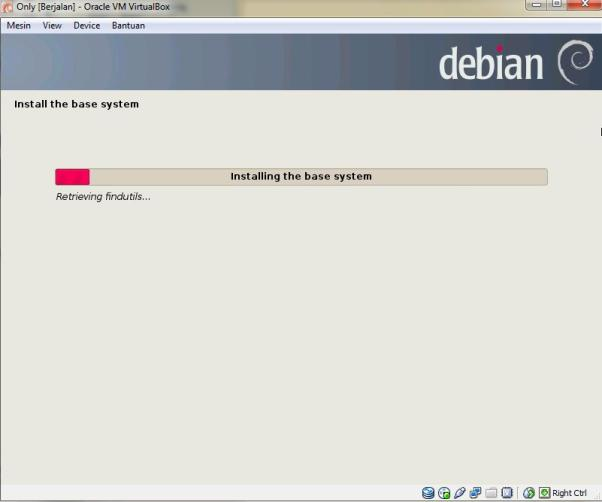 Only [Berjalan] - Oracle VM VirtualBox
Mesin View Device Bantuan
debian
Install the base system
Installing the base system
Retrieving findutils...
Right Ctrl